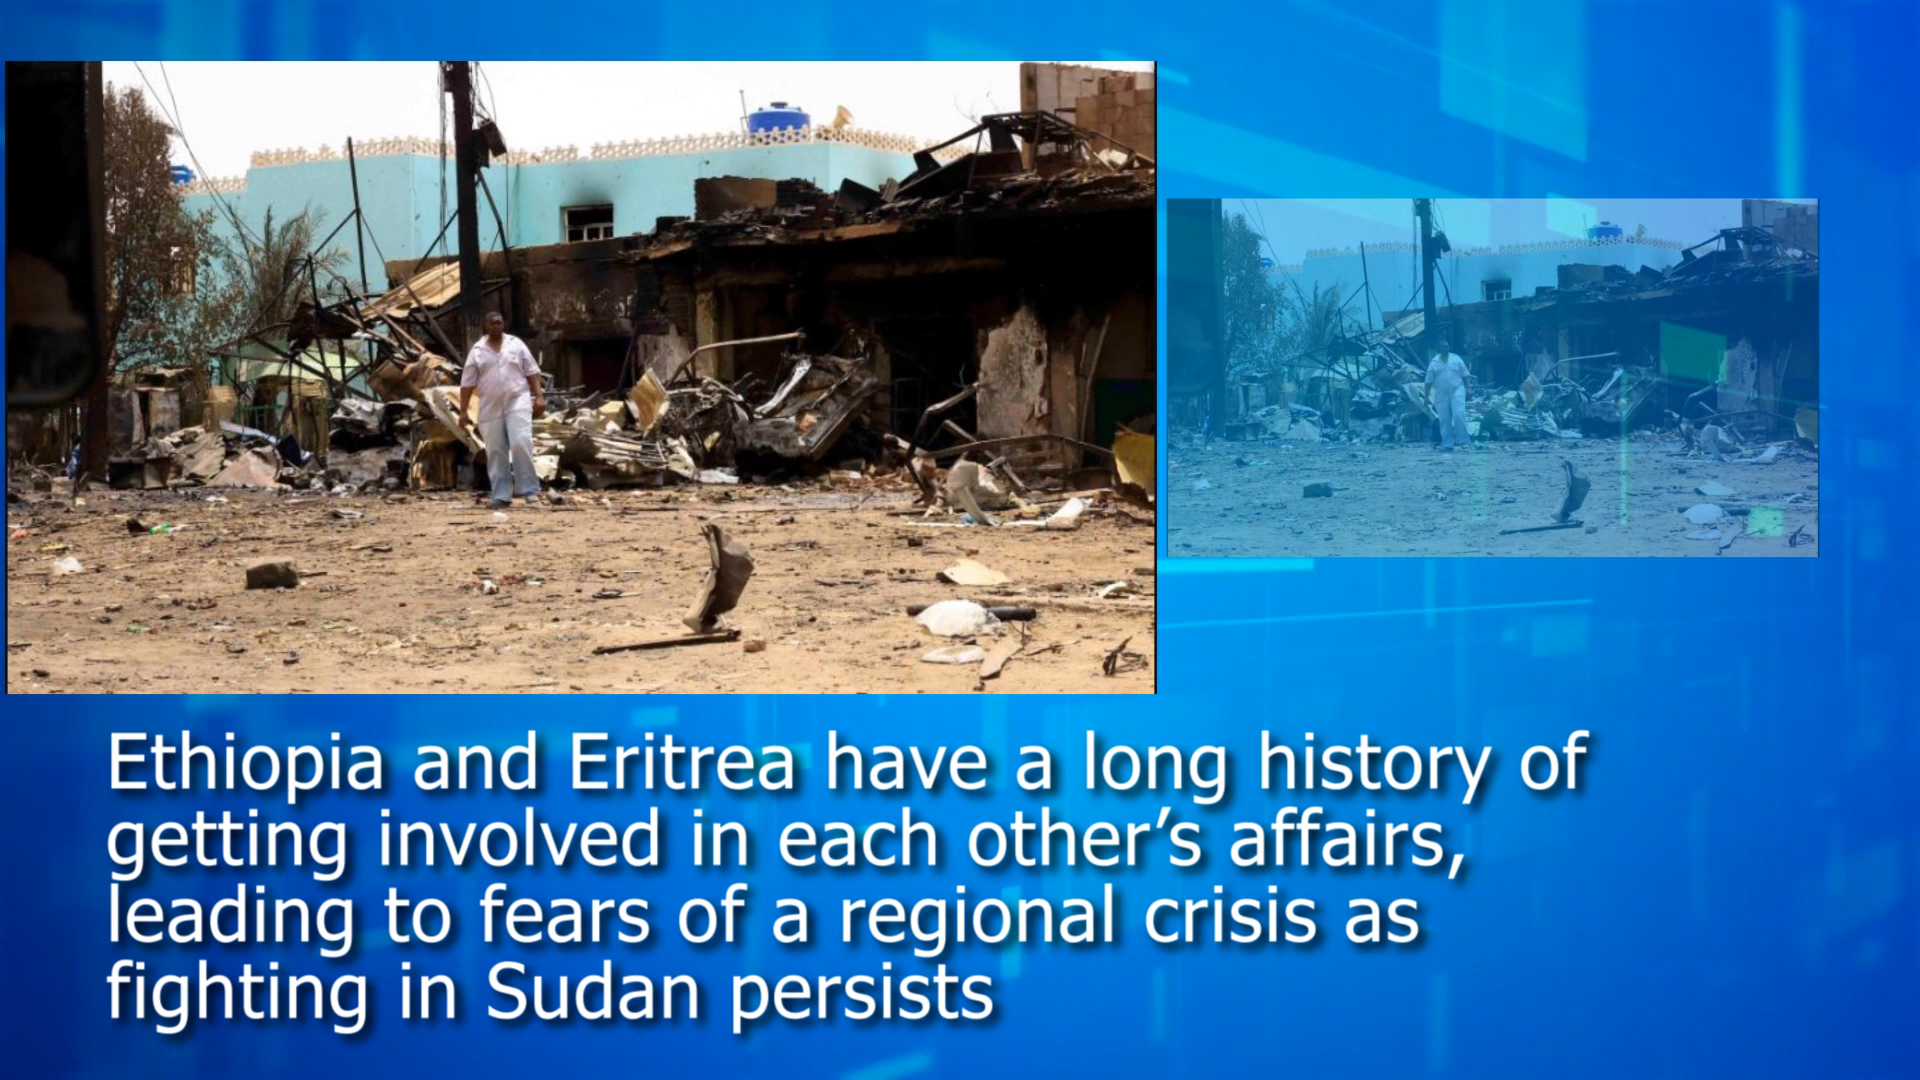 Ethiopia and Eritrea have a long history of
getting involved in each other’s affairs,
leading to fears of a regional crisis as
fighting in Sudan persists